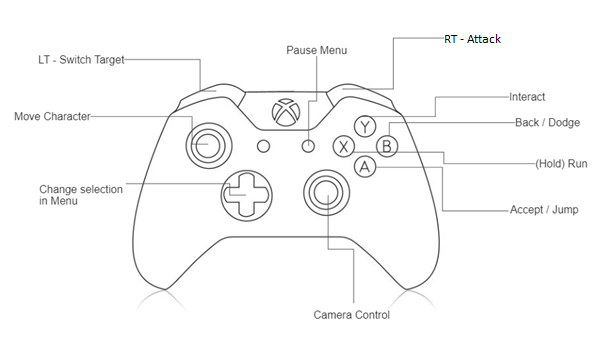 RT - Attack
Pause Menu
LT - Switch Target
Interact
Move Character
Back / Dodge
Y
X
B
A
(Hold) Run
Change selection
in Menu
Accept / Jump
Camera Control